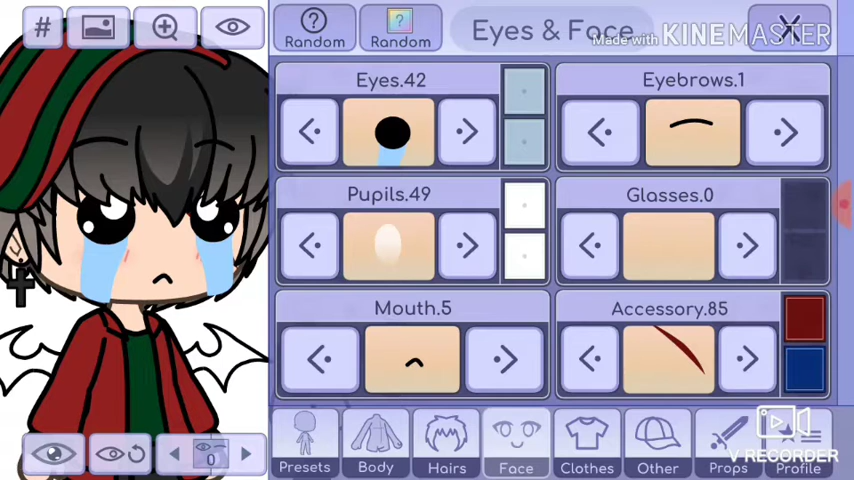 #
?
Random
?
Random
Eyes & Face
Made with KINEMASTER
X
Eyes.42
Eyebrows.1
Pupils.49
Glasses.0
Mouth.5
Accessory.85
0
Presets
Body
Hairs
Face
Clothes
Other
Props
Profile
V RECORDER